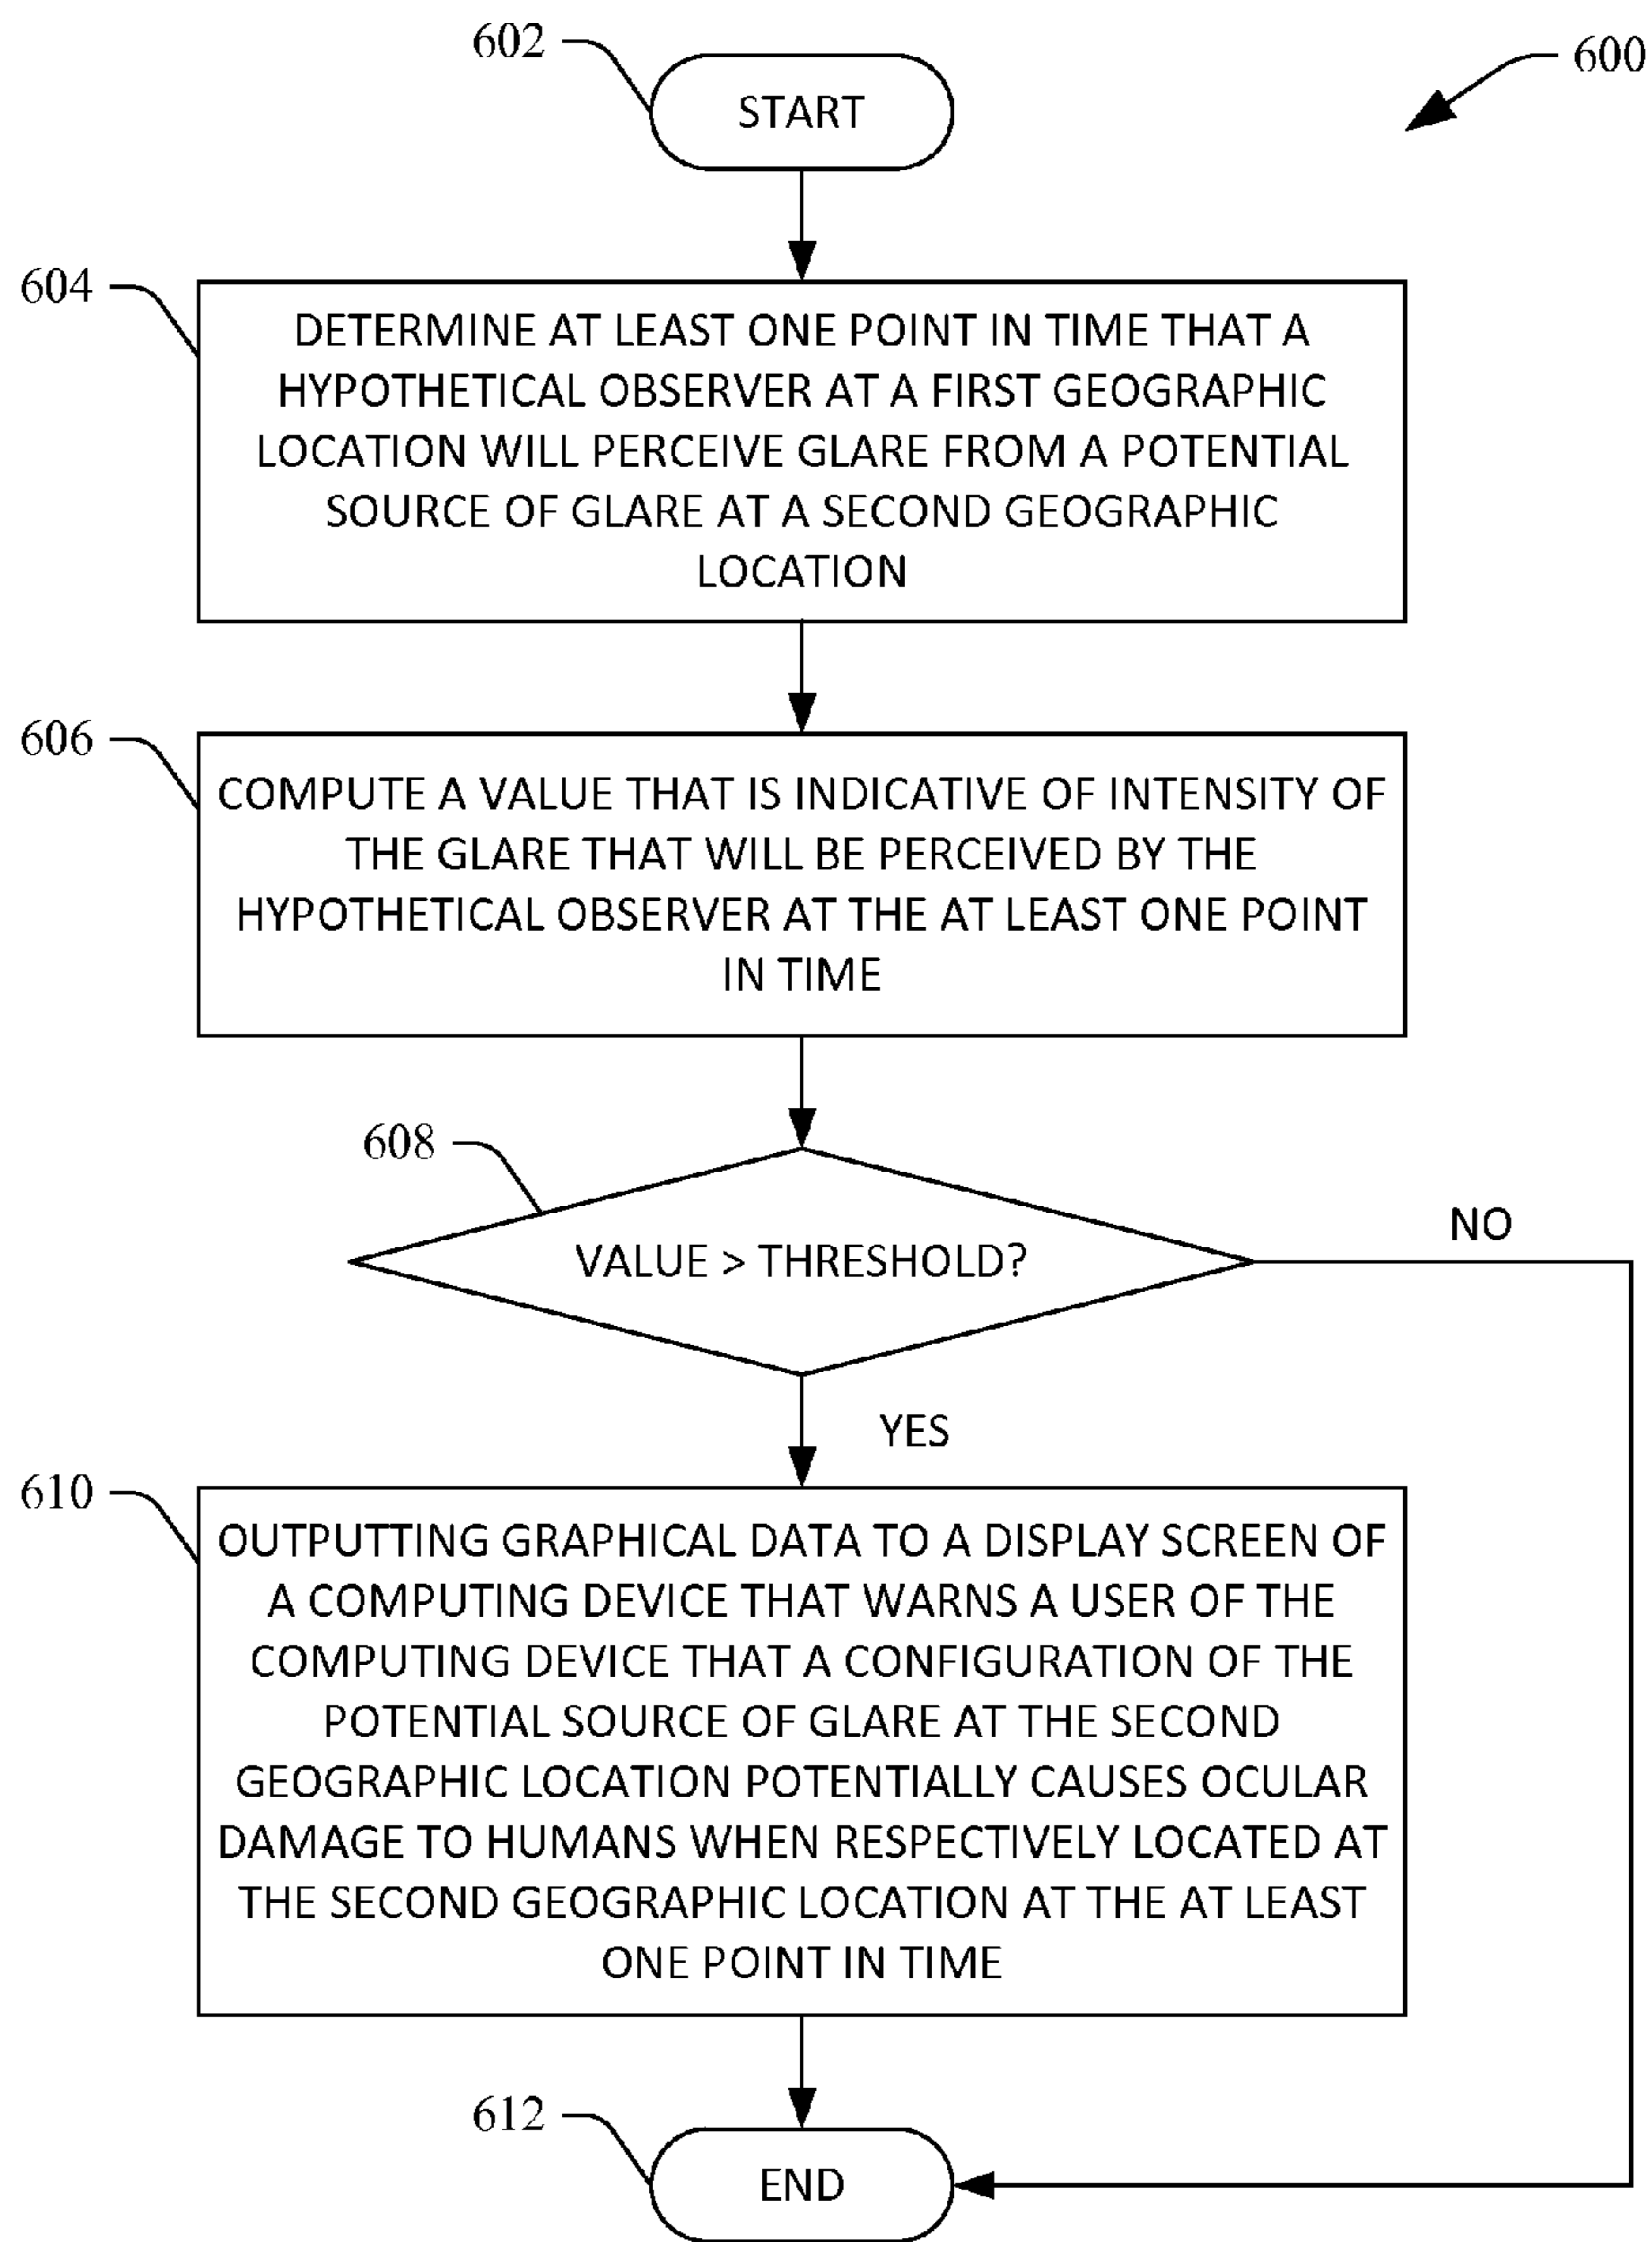 602
600
START
604
DETERMINE AT LEAST ONE POINT IN TIME THAT A
HYPOTHETICAL OBSERVER AT A FIRST GEOGRAPHIC
LOCATION WILL PERCEIVE GLARE FROM A POTENTIAL
SOURCE OF GLARE AT A SECOND GEOGRAPHIC
LOCATION
606
COMPUTE A VALUE THAT IS INDICATIVE OF INTENSITY OF
THE GLARE THAT WILL BE PERCEIVED BY THE
HYPOTHETICAL OBSERVER AT THE AT LEAST ONE POINT
IN TIME
608
VALUE > THRESHOLD?
NO
YES
610
OUTPUTTING GRAPHICAL DATA TO A DISPLAY SCREEN OF
A COMPUTING DEVICE THAT WARNS A USER OF THE
COMPUTING DEVICE THAT A CONFIGURATION OF THE
POTENTIAL SOURCE OF GLARE AT THE SECOND
GEOGRAPHIC LOCATION POTENTIALLY CAUSES OCULAR
DAMAGE TO HUMANS WHEN RESPECTIVELY LOCATED AT
THE SECOND GEOGRAPHIC LOCATION AT THE AT LEAST
ONE POINT IN TIME
612
END